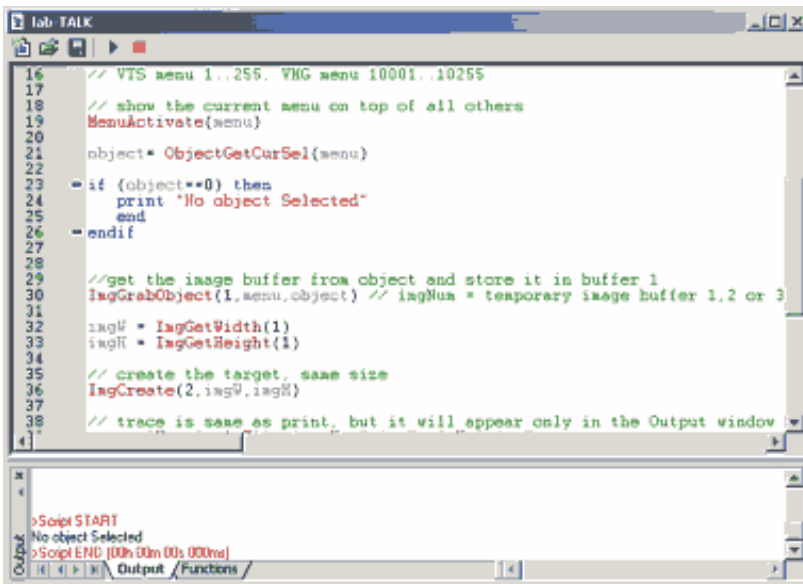 lab-TALK
16 // VTS menu 1..255. VMG menu 10001..10255
17
18 // show the current menu on top of all others
19 MenuActivate(menu)
20
21 object= ObjectGetCurSel(menu)
22
23 if (object==0) then
24 print "No object Selected"
25 end
26 endif
27
28
29 //get the image buffer from object and store it in buffer 1
30 ImgGrabObject(1,menu,object) // imgNum = temporary image buffer 1,2 or 3
31
32 imgW = ImgGetWidth(1)
33 imgH = ImgGetHeight(1)
34
35 // create the target, same size
36 ImgCreate(2,imgW,imgH)
37
38 // trace is same as print, but it will appear only in the Output window
>Script START
No object Selected
>Script END [00h 00m 00s 000ms]
Output
Output Functions